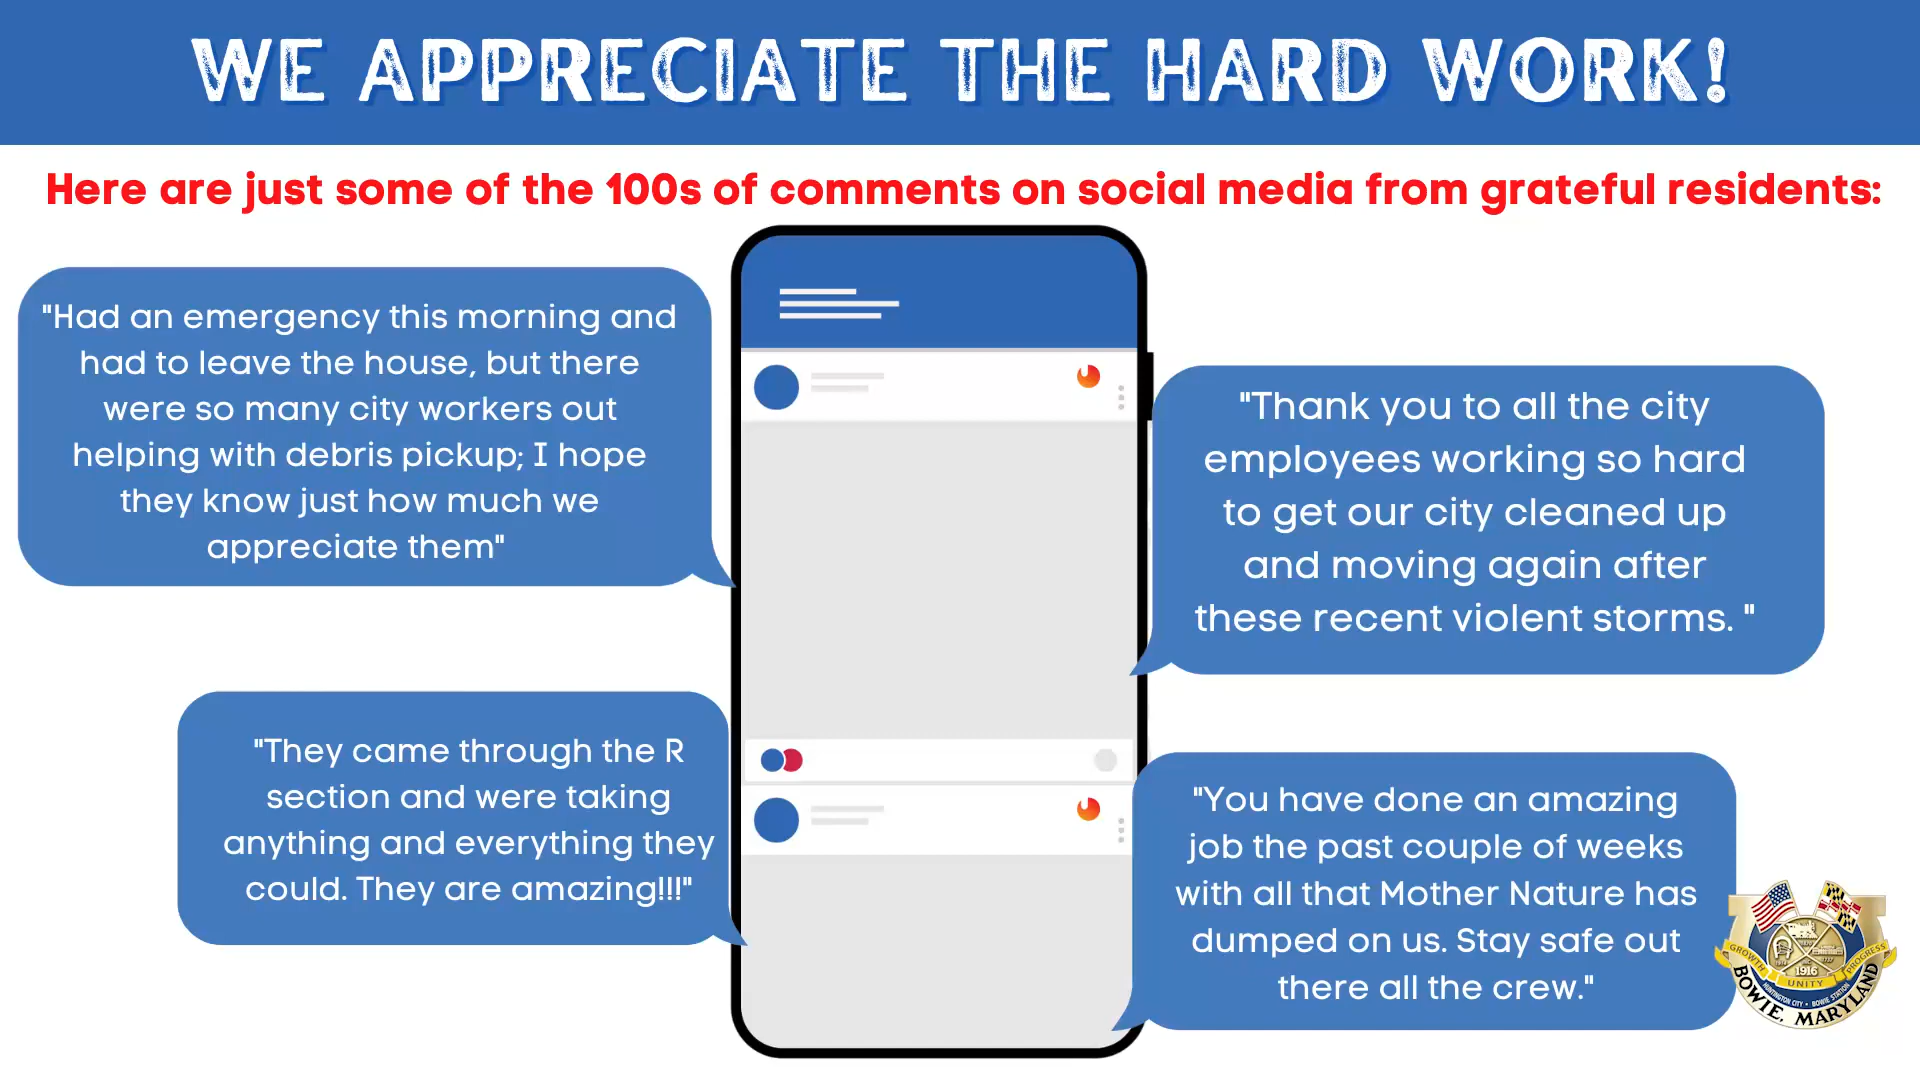 WE APPRECIATE THE HARD WORK!
Here are just some of the 100s of comments on social media from grateful residents:
"Had an emergency this morning and
had to leave the house, but there
were so many city workers out
helping with debris pickup; I hope
they know just how much we
appreciate them"
"Thank you to all the city
employees working so hard
to get our city cleaned up
and moving again after
these recent violent storms. "
"They came through the R
section and were taking
anything and everything they
could. They are amazing!!!"
"You have done an amazing
job the past couple of weeks
with all that Mother Nature has
dumped on us. Stay safe out
there all the crew."
GROWTH
UNITY
PROGRESS
1916
HUNTINGTON CITY • BOWIE STATION
BOWIE, MARYLAND